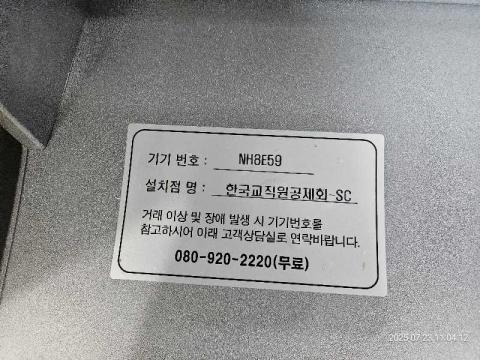 기기 번호 : NH8E59
설치점 명 : 한국교직원공제회-SC
거래 이상 및 장애 발생 시 기기번호를
참고하시어 아래 고객상담실로 연락바랍니다.
080-920-2220(무료)
2025-07-23 11:04:12